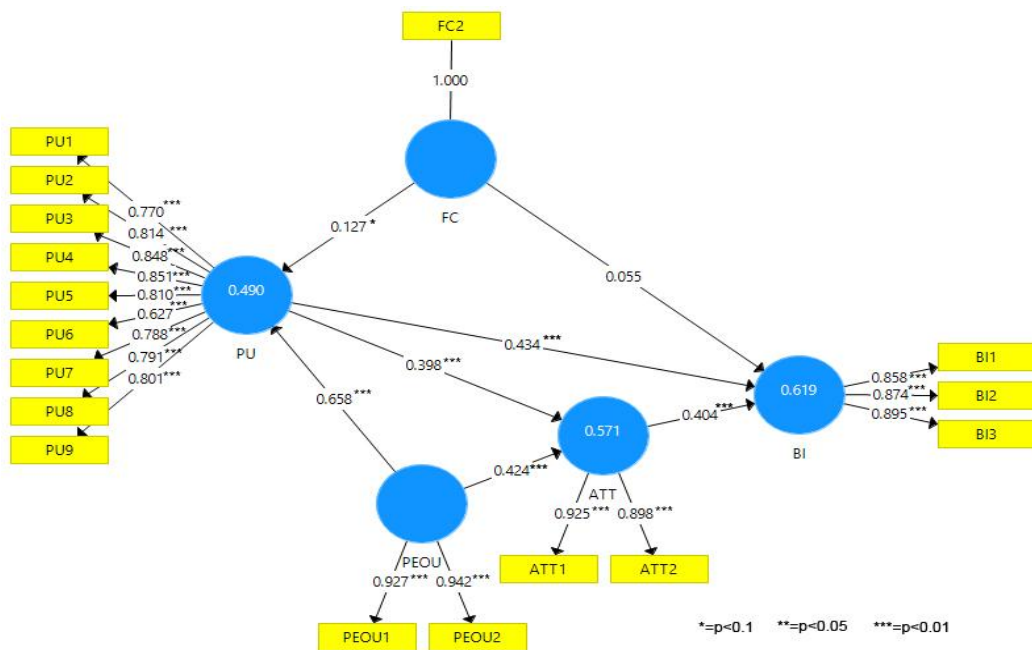 FC2
1.000
FC
PU1
PU2
PU3
PU4
PU5
PU6
PU7
PU8
PU9
0.770***
0.814***
0.848***
0.851***
0.810***
0.627***
0.788***
0.791***
0.801***
0.127 *
0.055
0.490
PU
0.434***
0.398***
0.658***
0.424***
0.404***
0.571
ATT
0.619
BI
0.858***
0.874***
0.895***
BI1
BI2
BI3
PEOU
0.927***
0.942***
0.925***
0.898***
ATT1
ATT2
PEOU1
PEOU2
*=p<0.1 **=p<0.05 ***=p<0.01